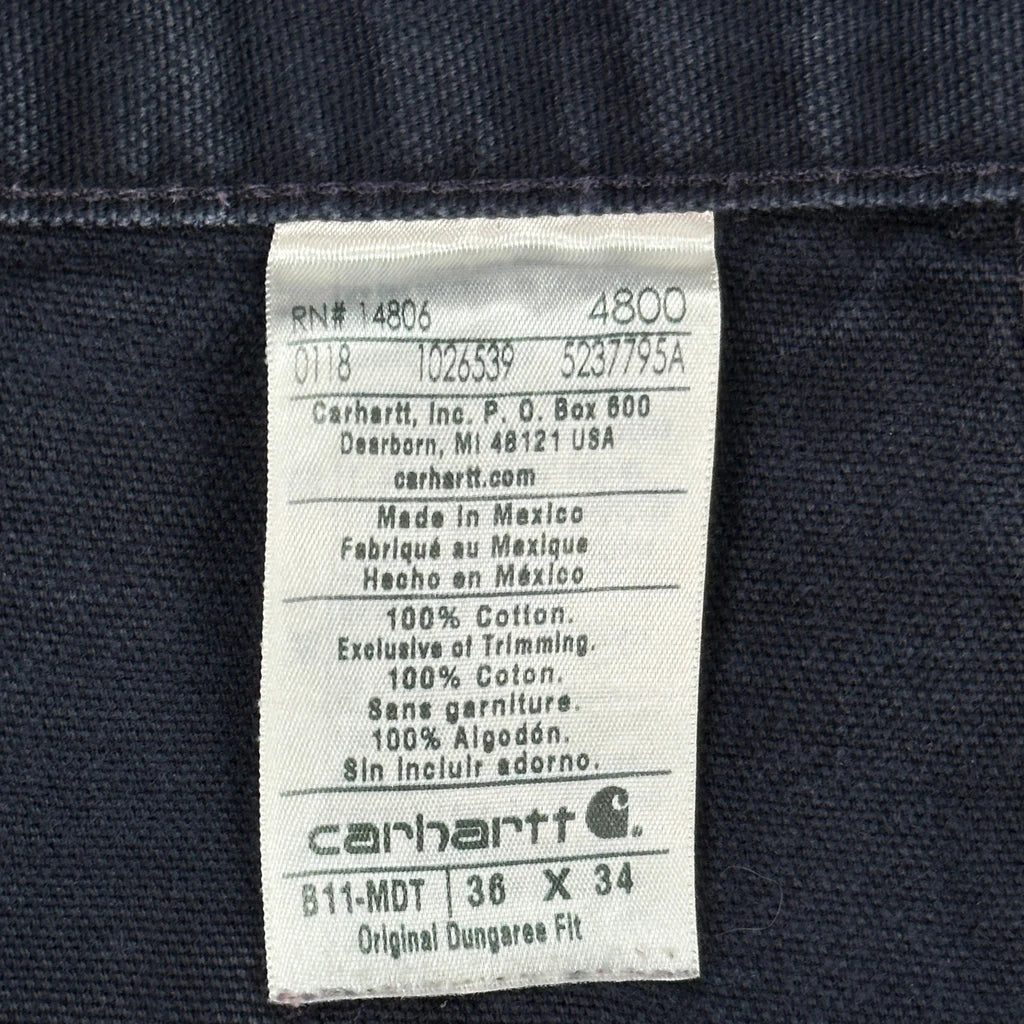 RN# 14806 4800
0118 1026539 5237795A
Carhartt, Inc. P. O. Box 600
Dearborn, MI 48121 USA
carhartt.com
Made in Mexico
Fabriqué au Mexique
Hecho en México
100% Cotton.
Exclusive of Trimming.
100% Coton.
Sans garniture.
100% Algodón.
Sin incluir adorno.
carhartt
B11-MDT 36 X 34
Original Dungaree Fit